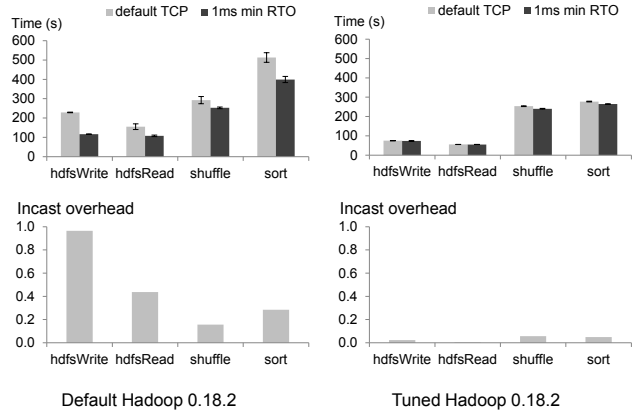 Time (s)
default TCP
1ms min RTO
600
500
400
300
200
100
0
hdfsWrite
hdfsRead
shuffle
sort
Time (s)
default TCP
1ms min RTO
600
500
400
300
200
100
0
hdfsWrite
hdfsRead
shuffle
sort
Incast overhead
1.0
0.8
0.6
0.4
0.2
0.0
hdfsWrite
hdfsRead
shuffle
sort
Default Hadoop 0.18.2
Incast overhead
1.0
0.8
0.6
0.4
0.2
0.0
hdfsWrite
hdfsRead
shuffle
sort
Tuned Hadoop 0.18.2